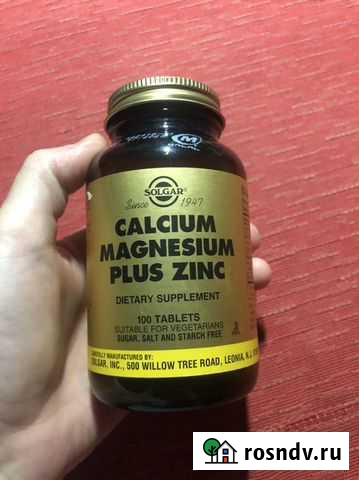 SOLGAR
Since 1947
CALCIUM
MAGNESIUM
PLUS ZINC
DIETARY SUPPLEMENT
100 TABLETS
SUITABLE FOR VEGETARIANS
SUGAR, SALT AND STARCH FREE
CAREFULLY MANUFACTURED BY:
SOLGAR, INC., 500 WILLOW TREE ROAD, LEONIA, N.J.
rosndv.ru